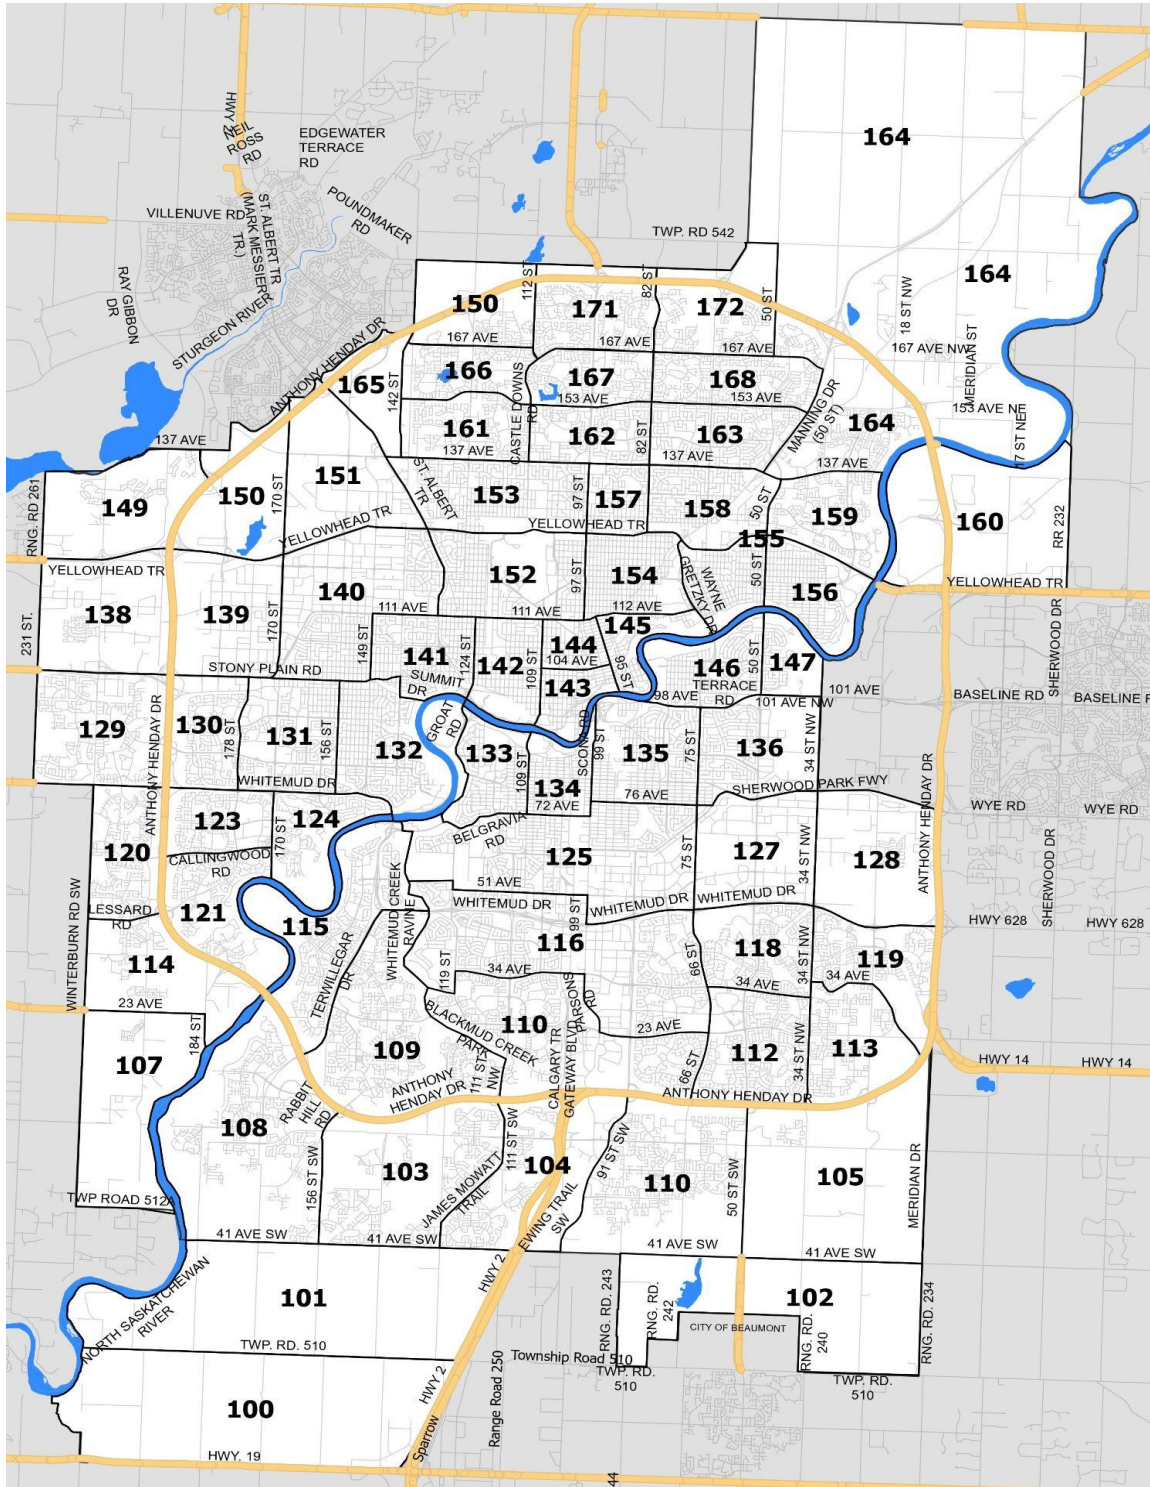 164
HWY 2
NEIL
ROSS
RD
EDGEWATER
TERRACE
RD
POUNDMAKER
RD
VILLENUVE RD
ST. ALBERT TR
(MARK MESSIER
TR.)
TWP. RD 542
RAY GIBBON
DR
STURGEON RIVER
ANTHONY HENDAY DR
112 ST
82 ST
50 ST
18 ST NW
164
150
171
172
167 AVE
167 AVE
167 AVE
167 AVE NW
MERIDIAN ST
165
142 ST
166
CASTLE DOWNS
RD
167
168
153 AVE
153 AVE
153 AVE NE
MANNING DR
(50 ST)
164
17 ST NE
161
162
82 ST
163
137 AVE
137 AVE
137 AVE
137 AVE
RNG. RD 261
149
150
170 ST
151
ST. ALBERT
TR
153
97 ST
157
158
50 ST
159
160
RR 232
YELLOWHEAD TR
YELLOWHEAD TR
155
YELLOWHEAD TR
YELLOWHEAD TR
231 ST.
138
139
170 ST
140
152
97 ST
154
WAYNE
GRETZKY DR
50 ST
156
111 AVE
111 AVE
112 AVE
SHERWOOD DR
149 ST
141
124 ST
142
109 ST
144
145
104 AVE
95 ST
146
50 ST
147
STONY PLAIN RD
SUMMIT
DR
143
98 AVE
TERRACE
RD
101 AVE NW
101 AVE
BASELINE RD
BASELINE R
129
ANTHONY HENDAY DR
130
178 ST
131
156 ST
132
GROAT
RD
133
109 ST
SCONA RD
99 ST
135
75 ST
136
34 ST NW
ANTHONY HENDAY DR
WHITEMUD DR
134
72 AVE
76 AVE
SHERWOOD PARK FWY
WYE RD
WYE RD
123
170 ST
124
BELGRAVIA
RD
120
CALLINGWOOD
RD
125
75 ST
127
34 ST NW
128
SHERWOOD DR
WINTERBURN RD SW
LESSARD
RD
121
115
WHITEMUD CREEK
RAVINE
51 AVE
WHITEMUD DR
99 ST
WHITEMUD DR
WHITEMUD DR
HWY 628
HWY 628
114
TERWILLEGAR
DR
119 ST
116
34 AVE
66 ST
118
34 AVE
34 ST NW
119
34 AVE
23 AVE
184 ST
BLACKMUD CREEK
PARK
110
PARSONS
RD
23 AVE
107
109
111 ST
NW
CALGARY TR
GATEWAY BLVD
66 ST
112
34 ST NW
113
HWY 14
HWY 14
RABBIT
HILL
RD
ANTHONY
HENDAY DR
ANTHONY HENDAY DR
108
156 ST SW
103
111 ST SW
104
91 ST SW
110
50 ST SW
105
MERIDIAN DR
TWP ROAD 512A
JAMES MOWATT
TRAIL
EWING TRAIL
SW
41 AVE SW
41 AVE SW
41 AVE SW
41 AVE SW
NORTH SASKATCHEWAN
RIVER
101
HWY 2
RNG. RD. 243
RNG. RD.
242
102
CITY OF BEAUMONT
RNG. RD.
240
RNG. RD. 234
TWP. RD. 510
Township Road 510
TWP. RD.
510
TWP. RD.
510
100
HWY 2
Sparrow
Range Road 250
HWY. 19
44